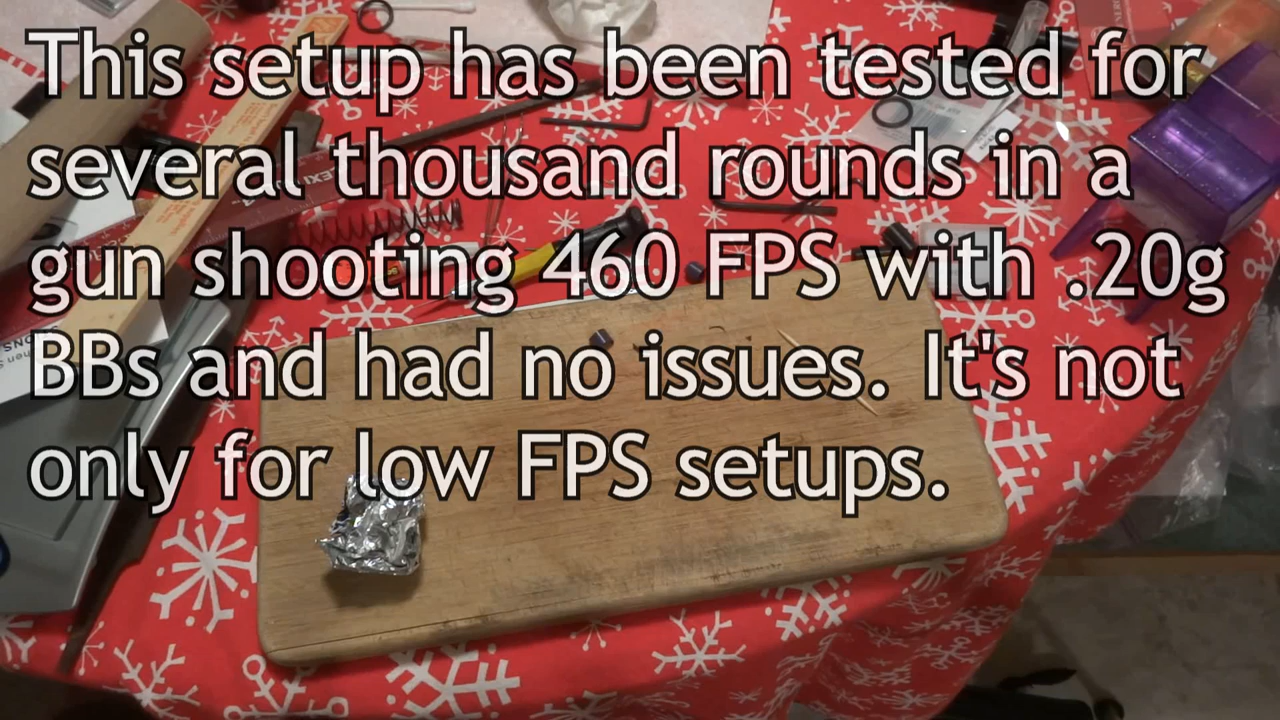 This setup has been tested for
several thousand rounds in a
gun shooting 460 FPS with .20g
BBs and had no issues. It's not
only for low FPS setups.